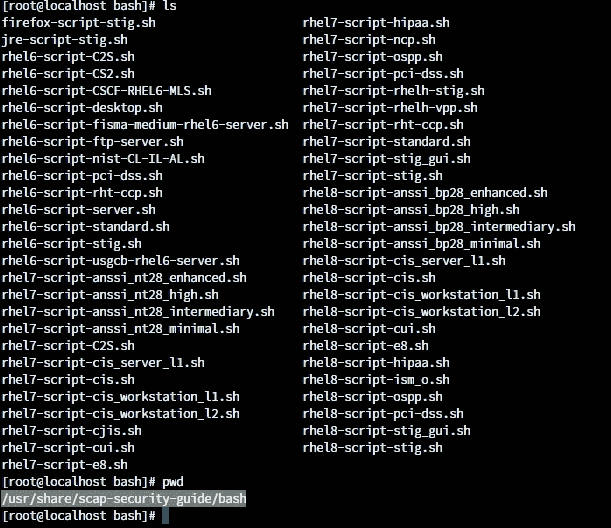 [root@localhost bash]# ls
firefox-script-stig.sh rhel7-script-hipaa.sh
jre-script-stig.sh rhel7-script-ncp.sh
rhel6-script-C2S.sh rhel7-script-ospp.sh
rhel6-script-CS2.sh rhel7-script-pci-dss.sh
rhel6-script-CSCF-RHEL6-MLS.sh rhel7-script-rhelh-stig.sh
rhel6-script-desktop.sh rhel7-script-rhelh-vpp.sh
rhel6-script-fisma-medium-rhel6-server.sh rhel7-script-rht-ccp.sh
rhel6-script-ftp-server.sh rhel7-script-standard.sh
rhel6-script-nist-CL-IL-AL.sh rhel7-script-stig_gui.sh
rhel6-script-pci-dss.sh rhel7-script-stig.sh
rhel6-script-rht-ccp.sh rhel8-script-anssi_bp28_enhanced.sh
rhel6-script-server.sh rhel8-script-anssi_bp28_high.sh
rhel6-script-standard.sh rhel8-script-anssi_bp28_intermediary.sh
rhel6-script-stig.sh rhel8-script-anssi_bp28_minimal.sh
rhel6-script-usgcb-rhel6-server.sh rhel8-script-cis_server_l1.sh
rhel7-script-anssi_nt28_enhanced.sh rhel8-script-cis.sh
rhel7-script-anssi_nt28_high.sh rhel8-script-cis_workstation_l1.sh
rhel7-script-anssi_nt28_intermediary.sh rhel8-script-cis_workstation_l2.sh
rhel7-script-anssi_nt28_minimal.sh rhel8-script-cui.sh
rhel7-script-C2S.sh rhel8-script-e8.sh
rhel7-script-cis_server_l1.sh rhel8-script-hipaa.sh
rhel7-script-cis.sh rhel8-script-ism_o.sh
rhel7-script-cis_workstation_l1.sh rhel8-script-ospp.sh
rhel7-script-cis_workstation_l2.sh rhel8-script-pci-dss.sh
rhel7-script-cjis.sh rhel8-script-stig_gui.sh
rhel7-script-cui.sh rhel8-script-stig.sh
rhel7-script-e8.sh
[root@localhost bash]# pwd
/usr/share/scap-security-guide/bash
[root@localhost bash]#